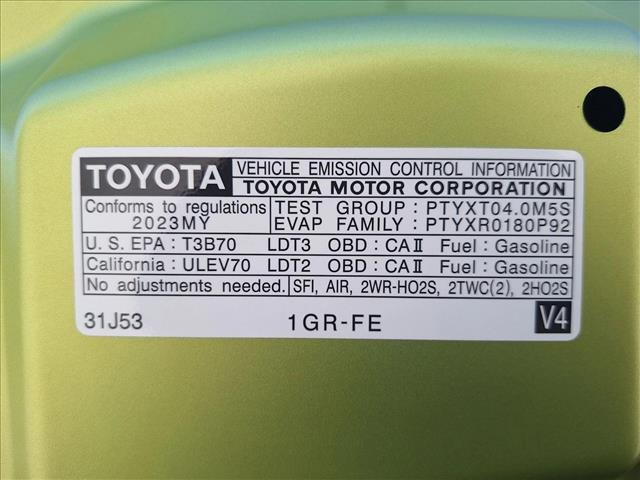 TOYOTA VEHICLE EMISSION CONTROL INFORMATION
TOYOTA MOTOR CORPORATION
Conforms to regulations TEST GROUP : PTYXT04.0M5S
2023MY EVAP FAMILY : PTYXR0180P92
U. S. EPA : T3B70 LDT3 OBD : CAⅡ Fuel : Gasoline
California : ULEV70 LDT2 OBD : CAⅡ Fuel : Gasoline
No adjustments needed. SFI, AIR, 2WR-HO2S, 2TWC(2), 2HO2S
31J53 1GR-FE V4